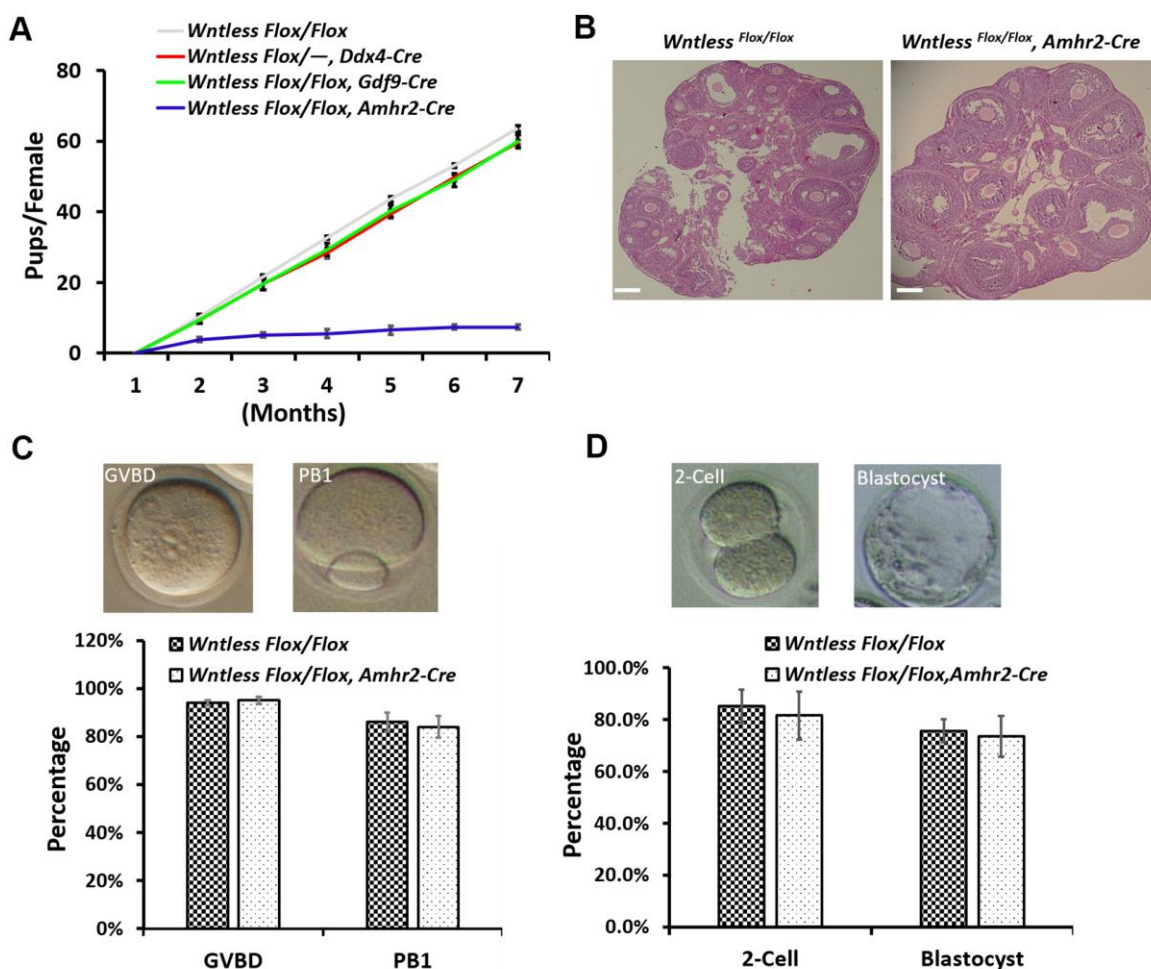 A
Wntless Flox/Flox
Wntless Flox/—, Ddx4-Cre
Wntless Flox/Flox, Gdf9-Cre
Wntless Flox/Flox, Amhr2-Cre
80
60
40
20
0
Pups/Female
1 2 3 4 5 6 7
(Months)
B
Wntless Flox/Flox
Wntless Flox/Flox, Amhr2-Cre
C
GVBD
PB1
Wntless Flox/Flox
Wntless Flox/Flox, Amhr2-Cre
120%
100%
80%
60%
40%
20%
0%
Percentage
GVBD PB1
D
2-Cell
Blastocyst
Wntless Flox/Flox
Wntless Flox/Flox,Amhr2-Cre
100.0%
80.0%
60.0%
40.0%
20.0%
0.0%
Percentage
2-Cell Blastocyst